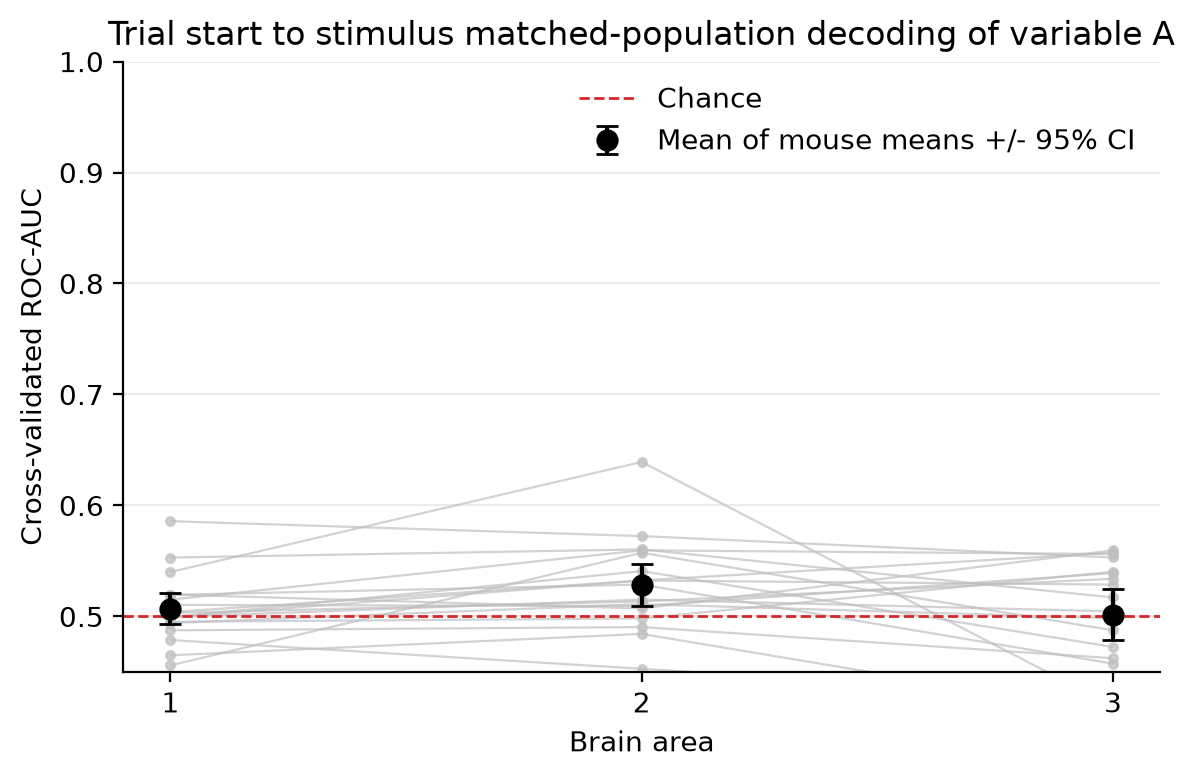 Trial start to stimulus matched-population decoding of variable A
Chance
Mean of mouse means +/- 95% CI
Cross-validated ROC-AUC
1.0
0.9
0.8
0.7
0.6
0.5
1 2 3
Brain area